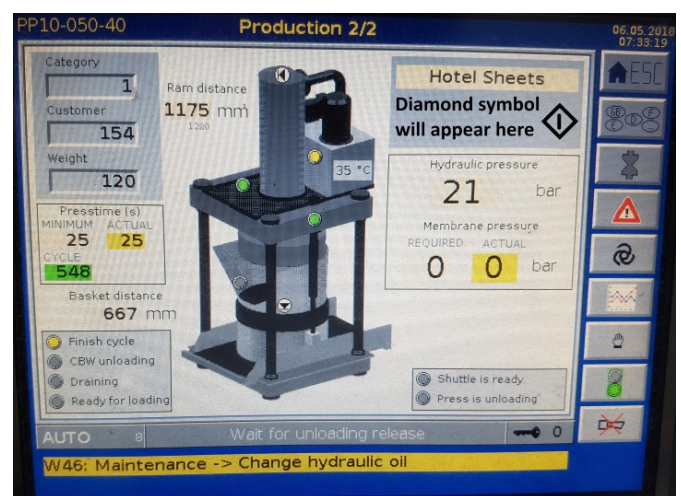 PP10-050-40
Production 2/2
06.05.2018
07:33:19
Category
1
Customer
154
Weight
120
Ram distance
1175 mm
1280
Hotel Sheets
Diamond symbol
will appear here
ESC
GB D F
E
35 °C
Hydraulic pressure
21 bar
Membrane pressure
REQUIRED ACTUAL
0 0 bar
Presstime (s)
MINIMUM ACTUAL
25 25
CYCLE
548
Basket distance
667 mm
Finish cycle
CBW unloading
Draining
Ready for loading
Shuttle is ready
Press is unloading
AUTO 8 Wait for unloading release 0
W46: Maintenance -> Change hydraulic oil